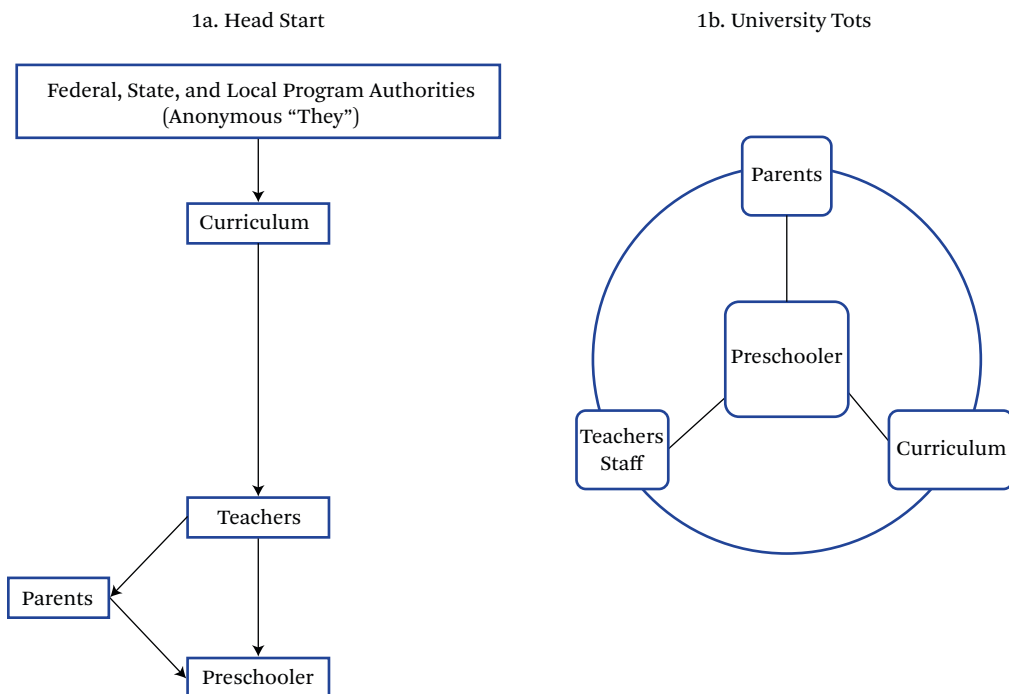 1a. Head Start
Federal, State, and Local Program Authorities
(Anonymous “They”)
Curriculum
Teachers
Parents
Preschooler
1b. University Tots
Parents
Preschooler
Teachers
Staff
Curriculum